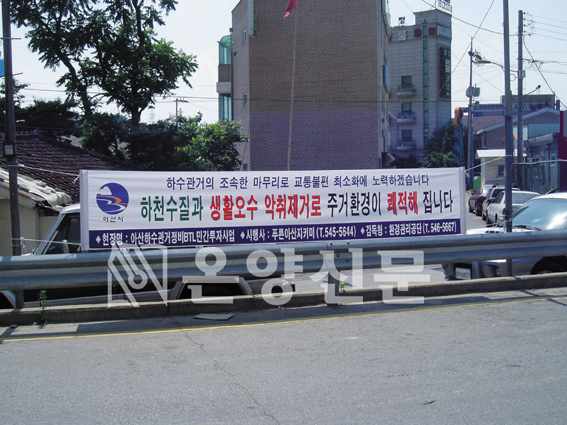 하수관거의 조속한 마무리로 교통불편 최소화에 노력하겠습니다
아산시
하천수질과 생활오수 악취제거로 주거환경이 쾌적해 집니다
◆ 현장명 : 아산하수관거정비BTL민간투자사업 ◆ 시행사 : 푸른아산지키미 (T.545-5644) ◆ 감독청 : 환경관리공단 (T.546-5867)
온양신문